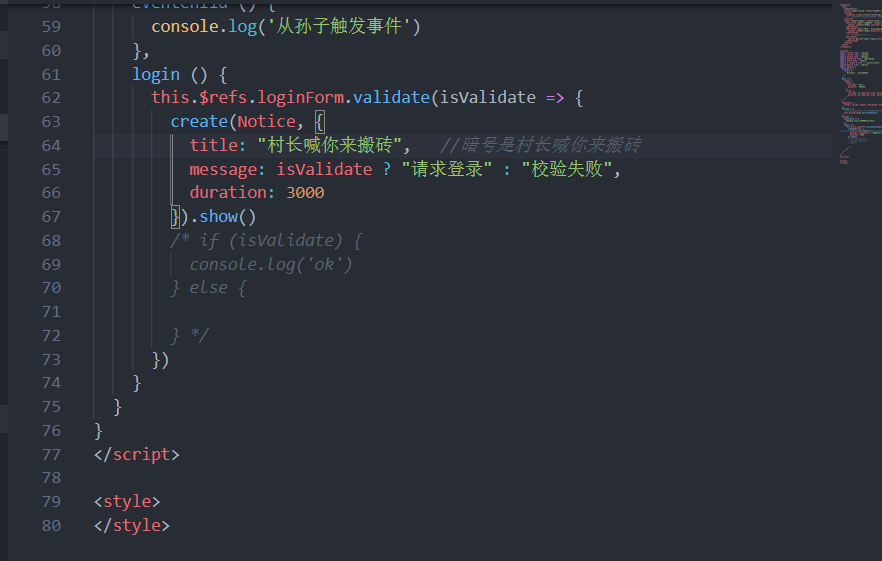 58 eventChild () {
59 console.log('从孙子触发事件')
60 },
61 login () {
62 this.$refs.loginForm.validate(isValidate => {
63 create(Notice, {
64 title: "村长喊你来搬砖", //暗号是村长喊你来搬砖
65 message: isValidate ? "请求登录" : "校验失败",
66 duration: 3000
67 }).show()
68 /* if (isValidate) {
69 console.log('ok')
70 } else {
71
72 } */
73 })
74 }
75 }
76 }
77 </script>
78
79 <style>
80 </style>